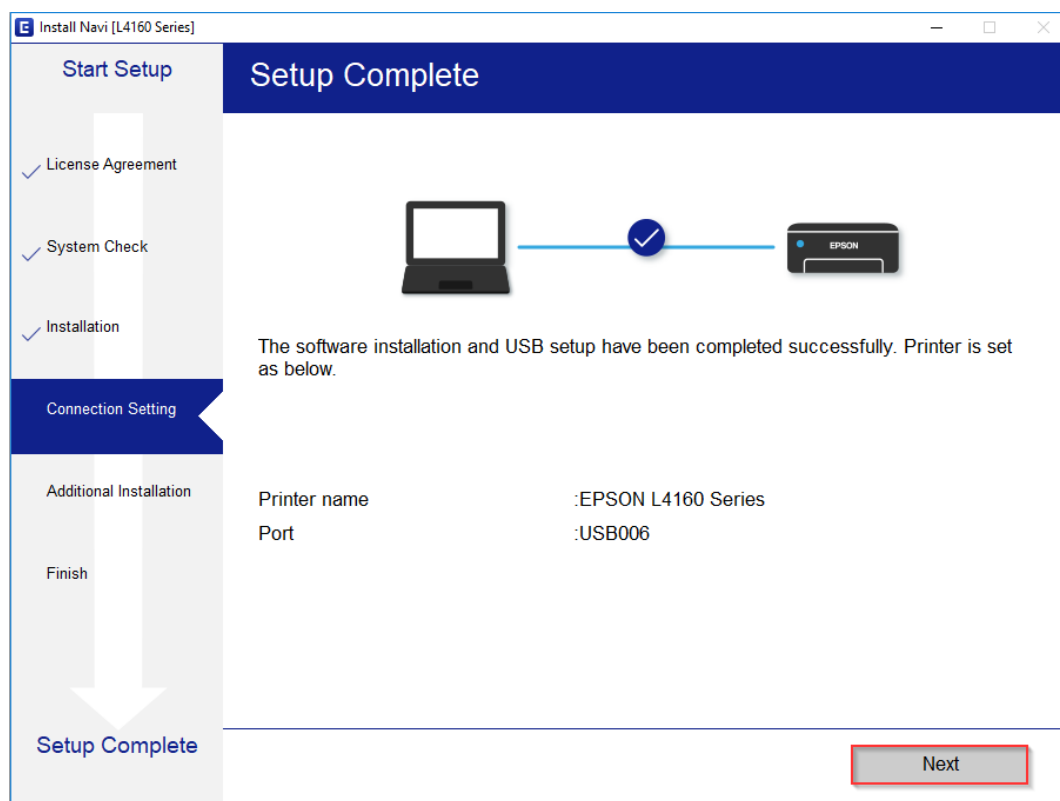 Install Navi [L4160 Series]
Start Setup
Setup Complete
License Agreement
System Check
Installation
Connection Setting
Additional Installation
Finish
Setup Complete
EPSON
The software installation and USB setup have been completed successfully. Printer is set
as below.
Printer name :EPSON L4160 Series
Port :USB006
Next